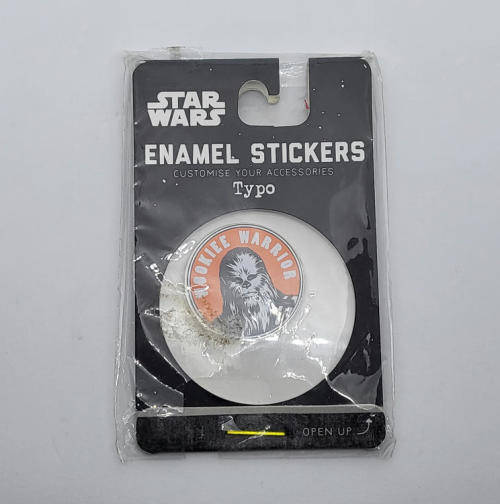 STAR
WARS
ENAMEL STICKERS
CUSTOMISE YOUR ACCESSORIES
Typo
WOOKIEE WARRIOR
OPEN UP